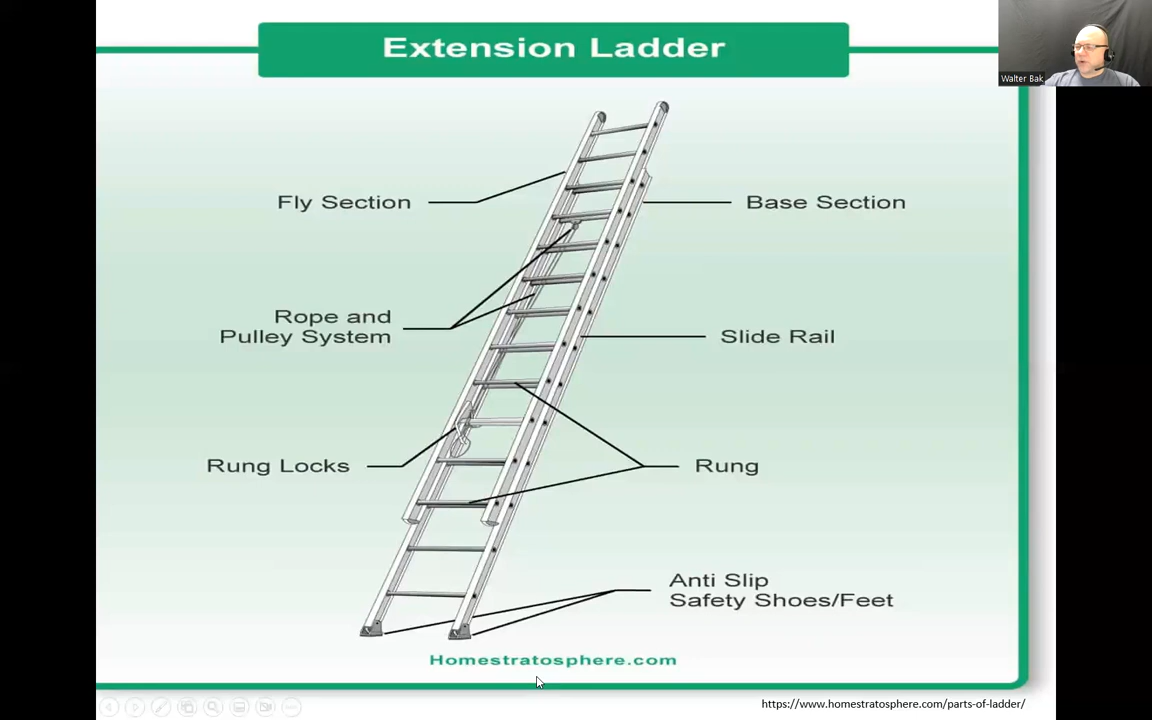 Extension Ladder
Walter Bak
Fly Section
Base Section
Rope and
Pulley System
Slide Rail
Rung Locks
Rung
Anti Slip
Safety Shoes/Feet
Homestratosphere.com
https://www.homestratosphere.com/parts-of-ladder/